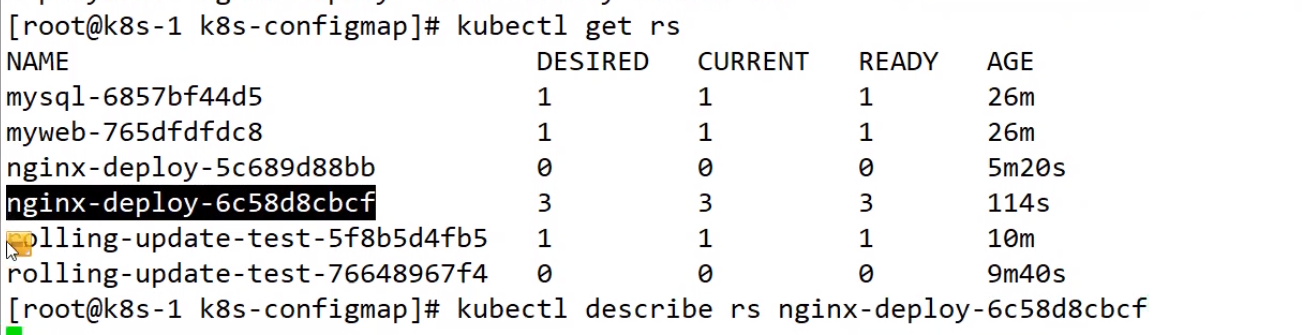 [root@k8s-1 k8s-configmap]# kubectl get rs
NAME DESIRED CURRENT READY AGE
mysql-6857bf44d5 1 1 1 26m
myweb-765dfdfdc8 1 1 1 26m
nginx-deploy-5c689d88bb 0 0 0 5m20s
nginx-deploy-6c58d8cbcf 3 3 3 114s
rolling-update-test-5f8b5d4fb5 1 1 1 10m
rolling-update-test-76648967f4 0 0 0 9m40s
[root@k8s-1 k8s-configmap]# kubectl describe rs nginx-deploy-6c58d8cbcf